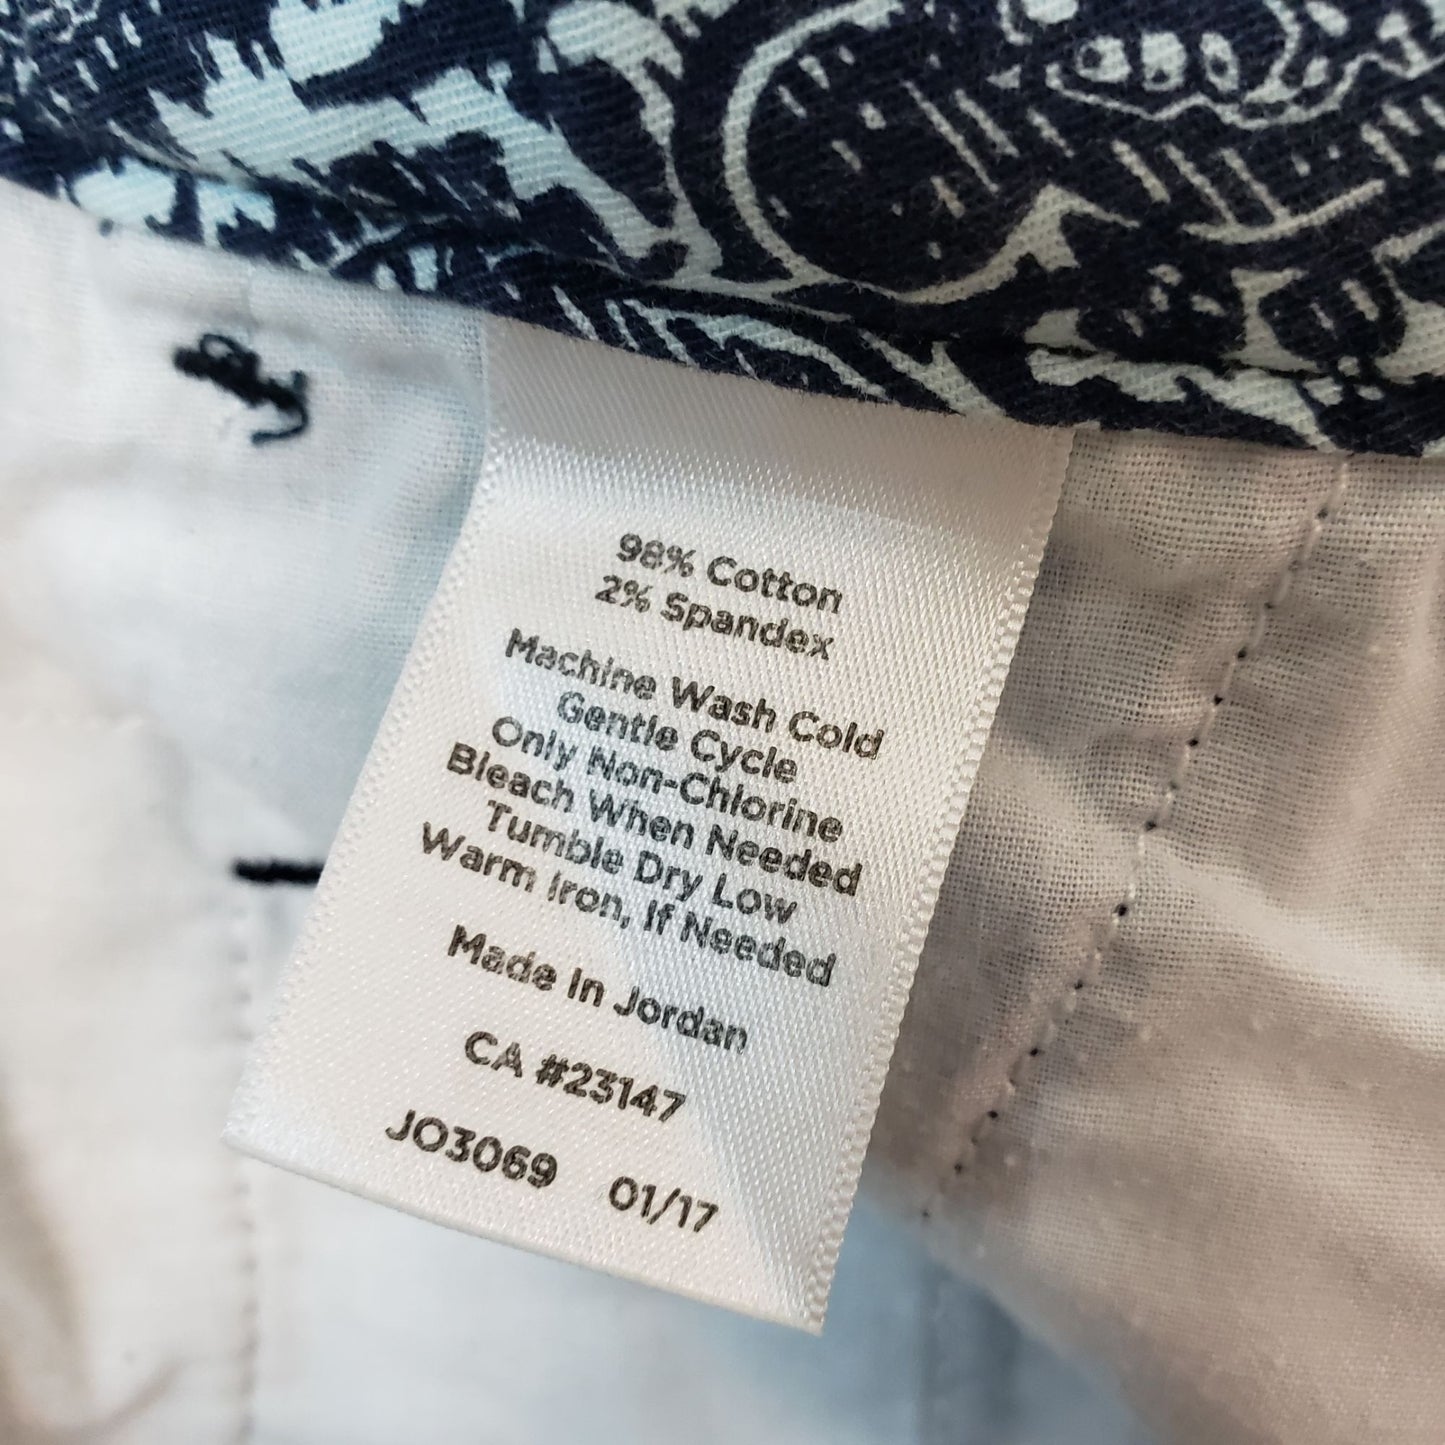 98% Cotton
2% Spandex
Machine Wash Cold
Gentle Cycle
Only Non-Chlorine
Bleach When Needed
Tumble Dry Low
Warm Iron, If Needed
Made In Jordan
CA #23147
JO3069 01/17